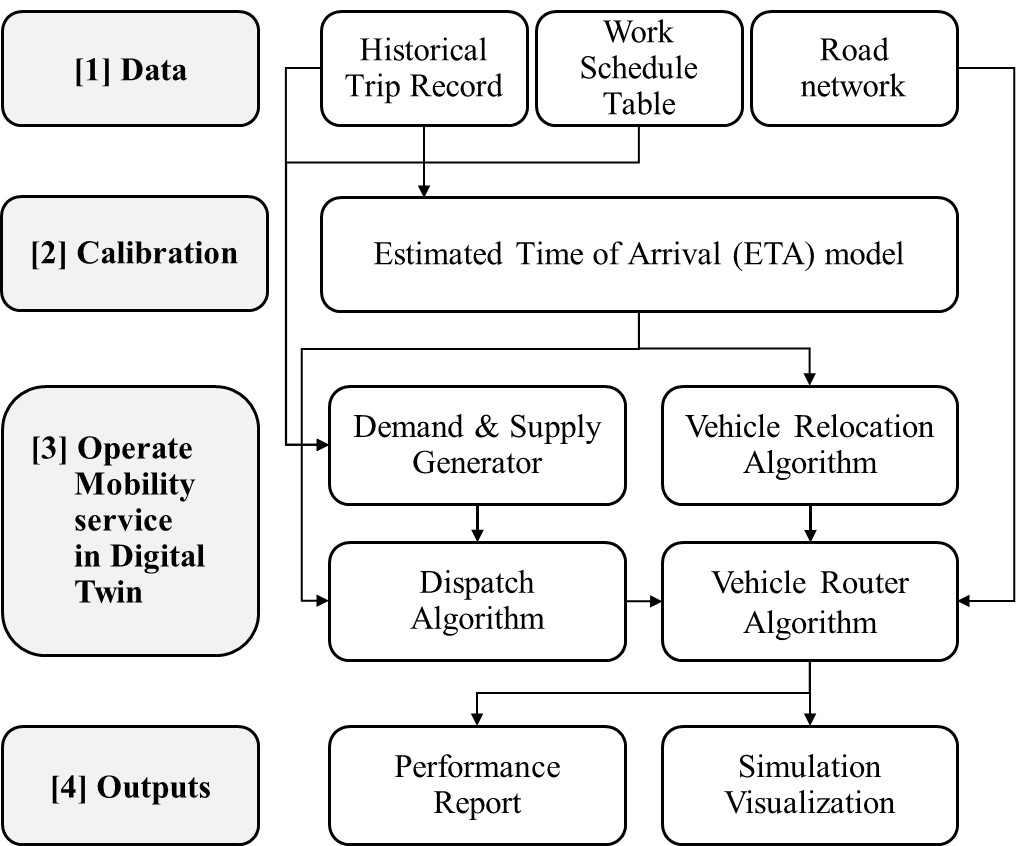 [1] Data
Historical
Trip Record
Work
Schedule
Table
Road
network
[2] Calibration
Estimated Time of Arrival (ETA) model
[3] Operate
Mobility
service
in Digital
Twin
Demand & Supply
Generator
Vehicle Relocation
Algorithm
Dispatch
Algorithm
Vehicle Router
Algorithm
[4] Outputs
Performance
Report
Simulation
Visualization